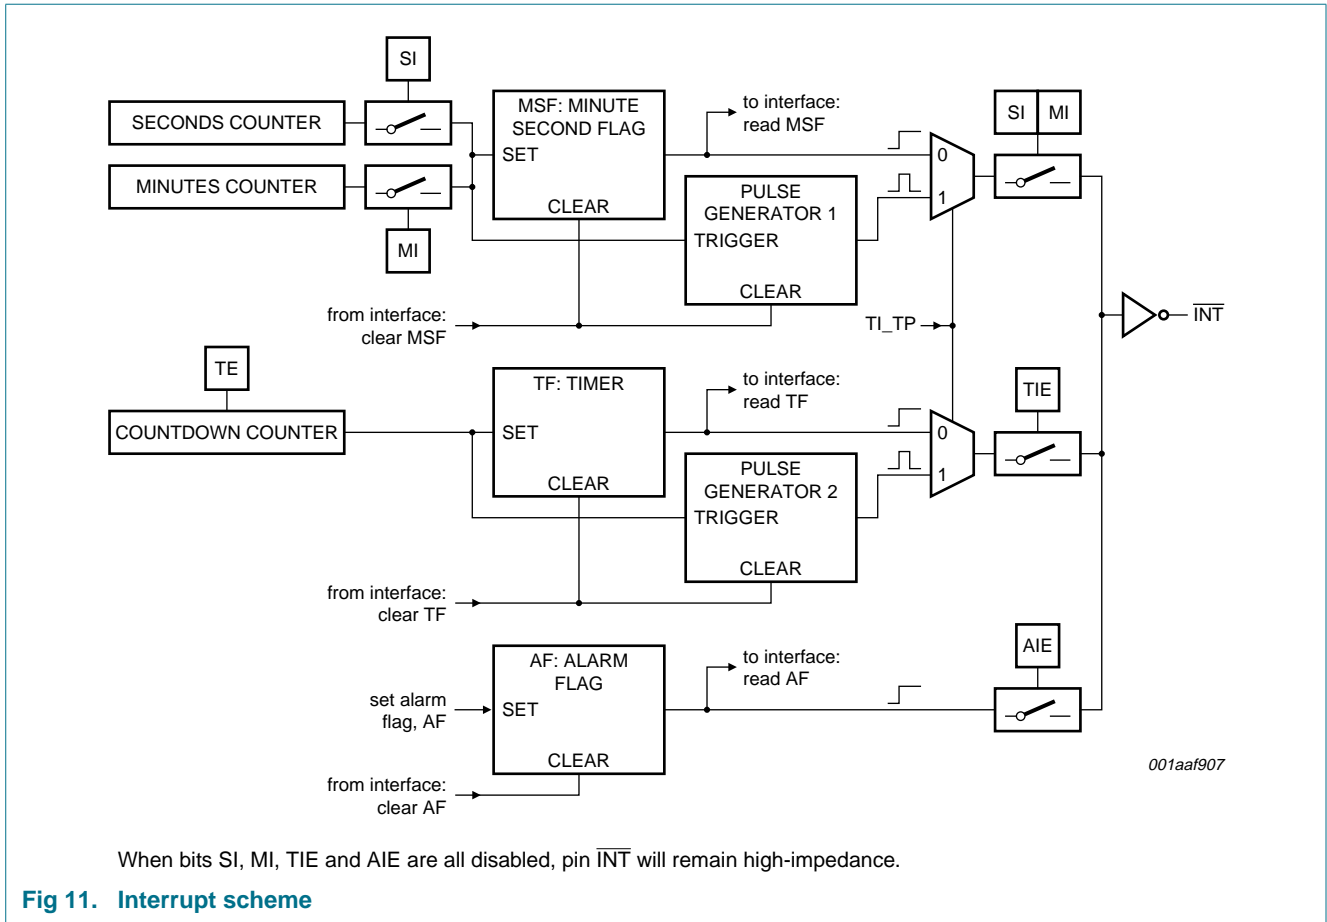 SI
SECONDS COUNTER
MINUTES COUNTER
MI
MSF: MINUTE
SECOND FLAG
SET
CLEAR
to interface:
read MSF
PULSE
GENERATOR 1
TRIGGER
CLEAR
0
1
SI MI
from interface:
clear MSF
TI_TP
INT
TE
COUNTDOWN COUNTER
TF: TIMER
SET
CLEAR
to interface:
read TF
PULSE
GENERATOR 2
TRIGGER
CLEAR
0
1
TIE
from interface:
clear TF
AF: ALARM
FLAG
SET
CLEAR
to interface:
read AF
AIE
set alarm
flag, AF
from interface:
clear AF
001aaf907
When bits SI, MI, TIE and AIE are all disabled, pin INT will remain high-impedance.
Fig 11. Interrupt scheme